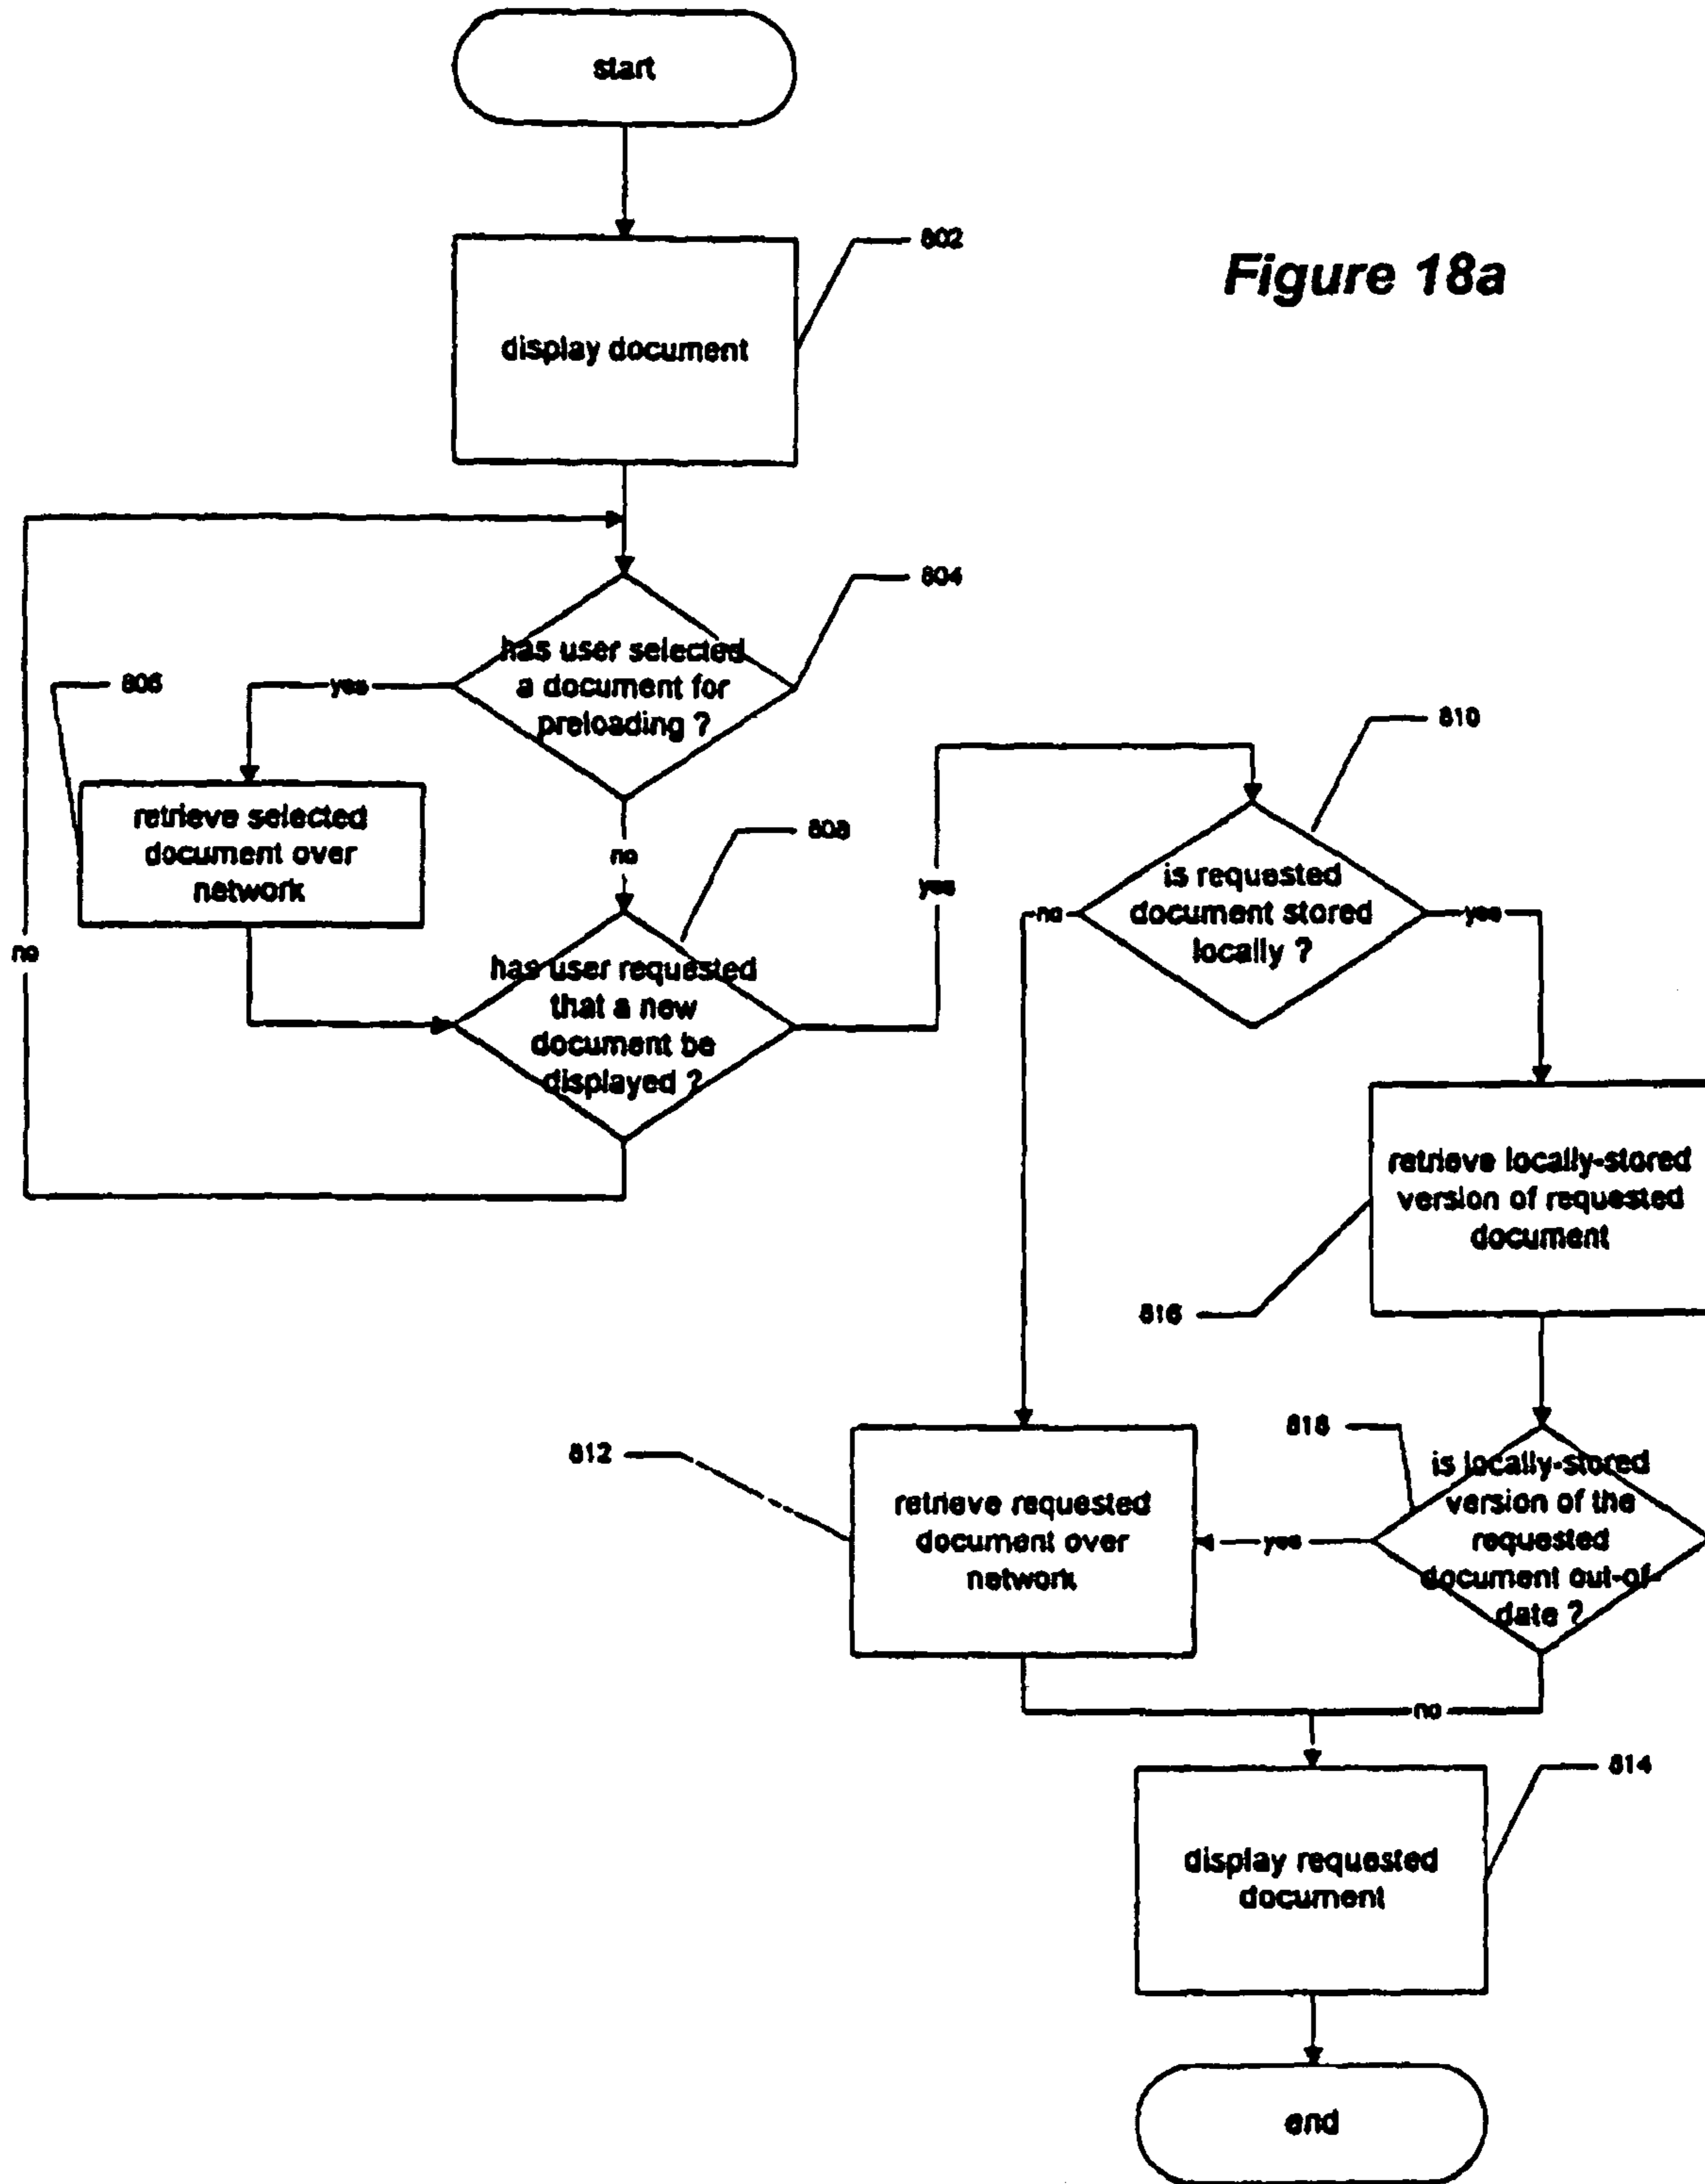 start
802
Figure 18a
display document
804
has user selected
a document for
preloading ?
806
yes
810
retrieve selected
document over
network
no
808
yes
is requested
document stored
locally ?
no
yes
no
has user requested
that a new
document be
displayed ?
retrieve locally-stored
version of requested
document
816
812
818
is locally-stored
version of the
requested
document out-of-
date ?
retrieve requested
document over
network
yes
no
814
display requested
document
end